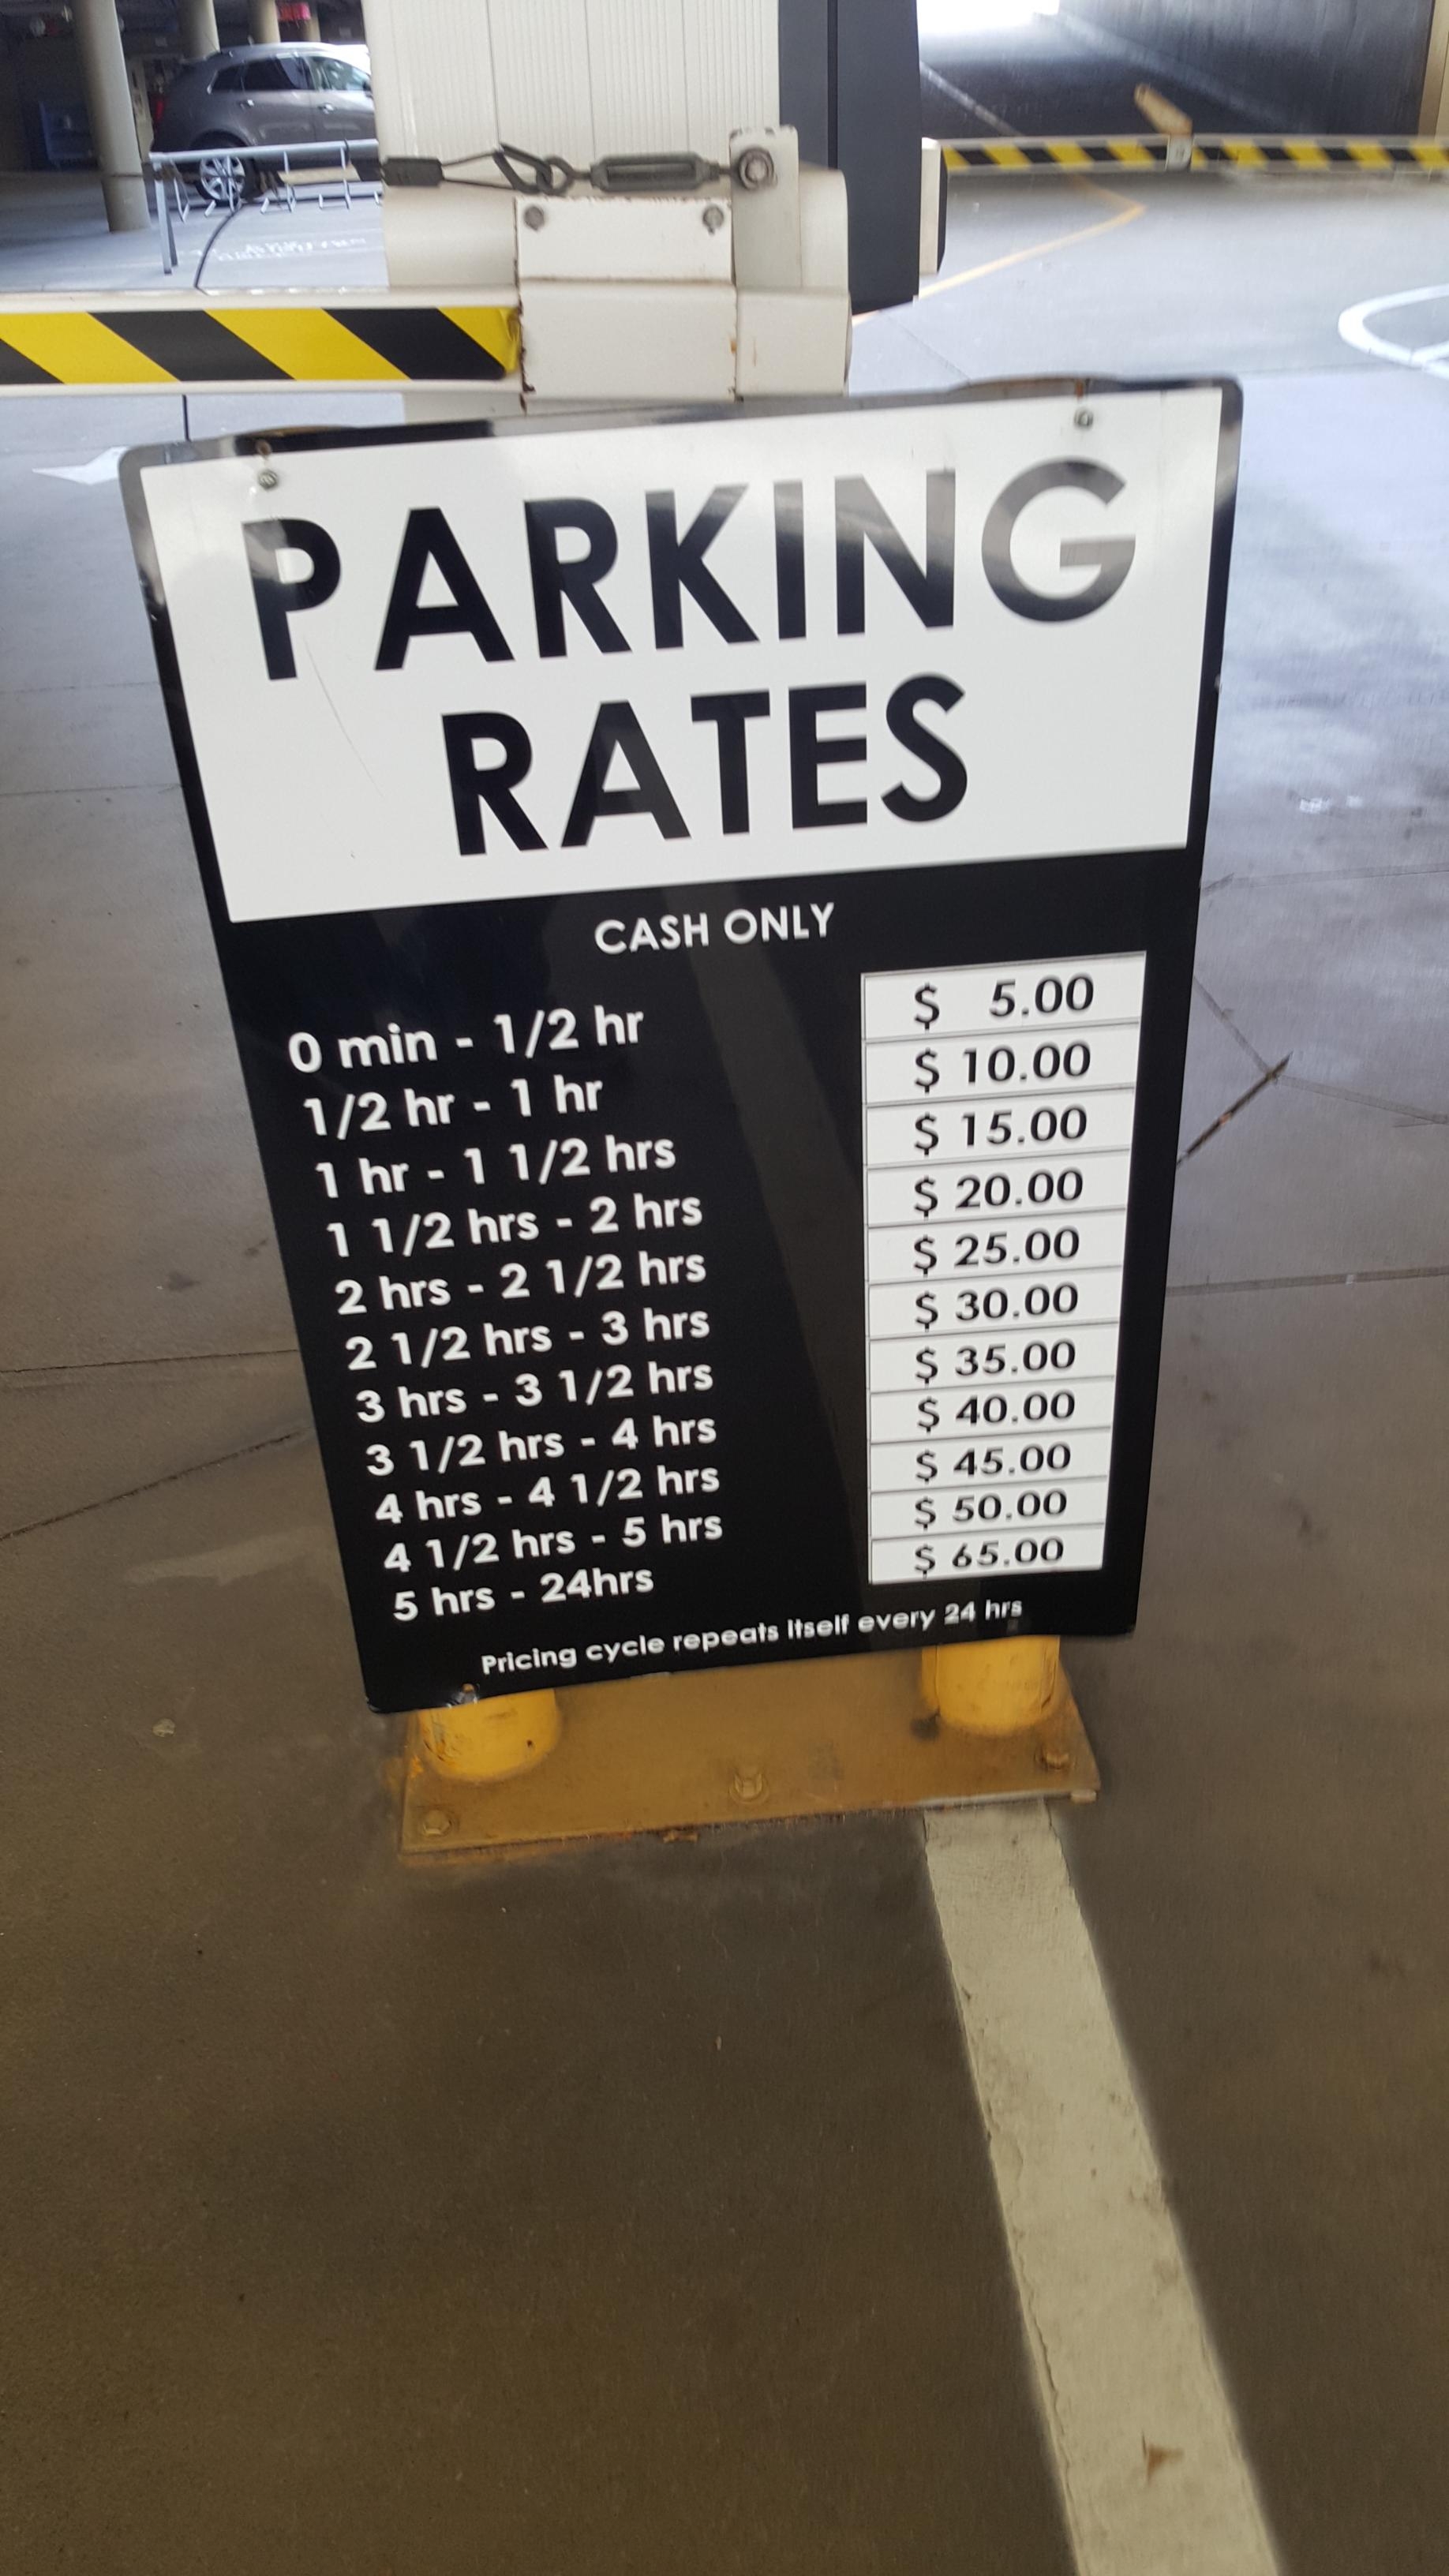 PARKING
RATES
CASH ONLY
0 min - 1/2 hr $ 5.00
1/2 hr - 1 hr $ 10.00
1 hr - 1 1/2 hrs $ 15.00
1 1/2 hrs - 2 hrs $ 20.00
2 hrs - 2 1/2 hrs $ 25.00
2 1/2 hrs - 3 hrs $ 30.00
3 hrs - 3 1/2 hrs $ 35.00
3 1/2 hrs - 4 hrs $ 40.00
4 hrs - 4 1/2 hrs $ 45.00
4 1/2 hrs - 5 hrs $ 50.00
5 hrs - 24hrs $ 65.00
Pricing cycle repeats itself every 24 hrs